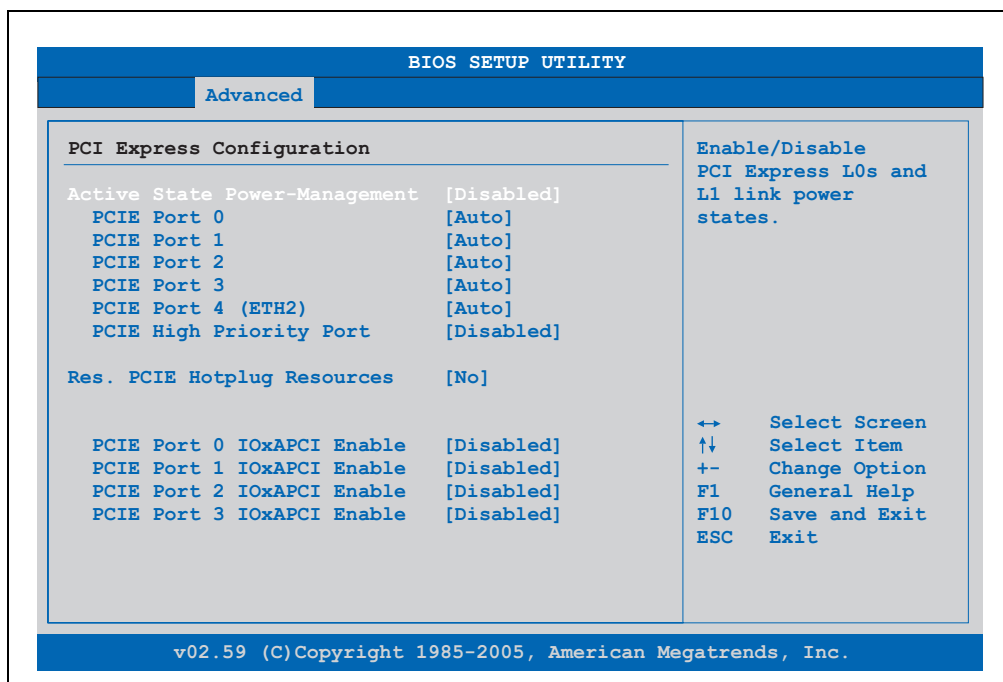 BIOS SETUP UTILITY
Advanced
PCI Express Configuration
Active State Power-Management [Disabled]
PCIE Port 0 [Auto]
PCIE Port 1 [Auto]
PCIE Port 2 [Auto]
PCIE Port 3 [Auto]
PCIE Port 4 (ETH2) [Auto]
PCIE High Priority Port [Disabled]
Res. PCIE Hotplug Resources [No]
PCIE Port 0 IOxAPCI Enable [Disabled]
PCIE Port 1 IOxAPCI Enable [Disabled]
PCIE Port 2 IOxAPCI Enable [Disabled]
PCIE Port 3 IOxAPCI Enable [Disabled]
Enable/Disable
PCI Express L0s and
L1 link power
states.
↔ Select Screen
↑↓ Select Item
+- Change Option
F1 General Help
F10 Save and Exit
ESC Exit
v02.59 (C)Copyright 1985-2005, American Megatrends, Inc.